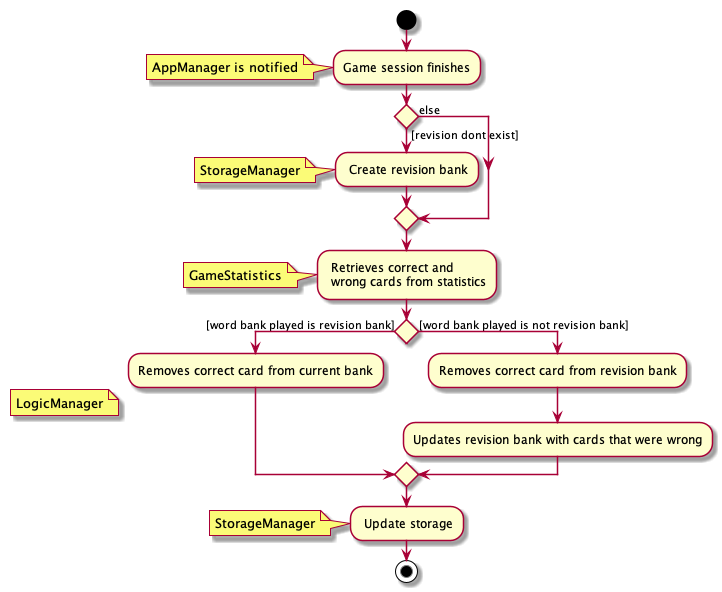 AppManager is notified
Game session finishes
else
[revision dont exist]
StorageManager
Create revision bank
GameStatistics
Retrieves correct and
wrong cards from statistics
[word bank played is revision bank]
[word bank played is not revision bank]
Removes correct card from current bank
Removes correct card from revision bank
LogicManager
Updates revision bank with cards that were wrong
StorageManager
Update storage